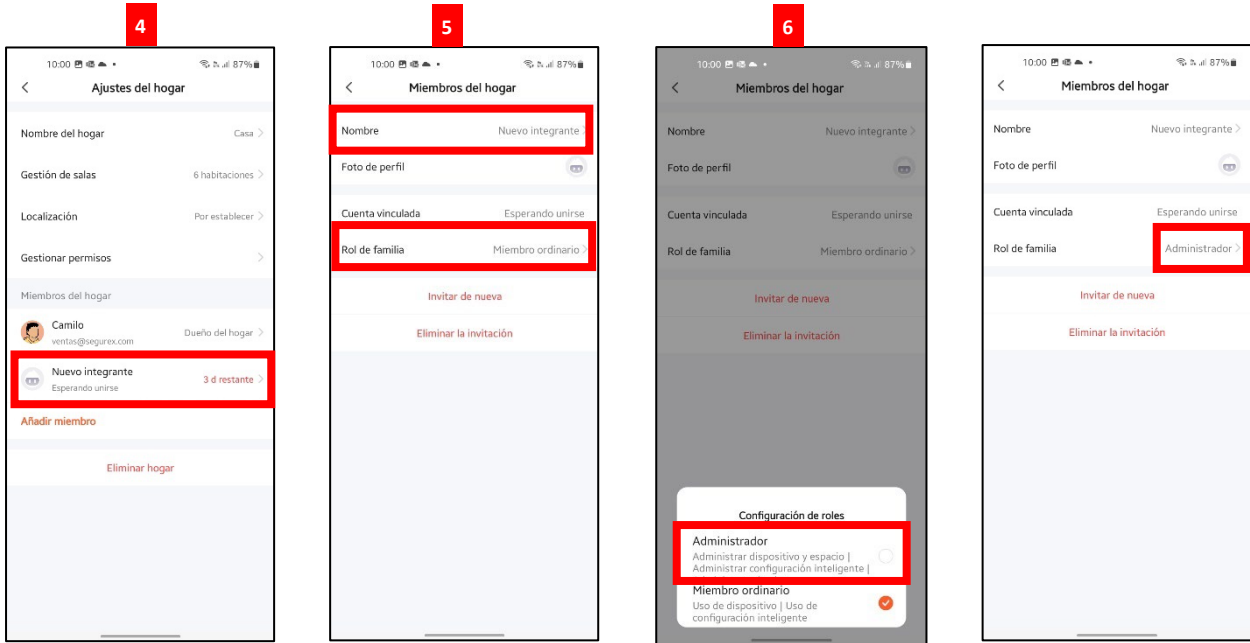 4
10:00 87%
Ajustes del hogar
Nombre del hogar Casa
Gestión de salas 6 habitaciones
Localización Por establecer
Gestionar permisos
Miembros del hogar
Camilo
ventas@segurex.com
Dueño del hogar
Nuevo integrante
Esperando unirse
3 d restante
Añadir miembro
Eliminar hogar
5
10:00 87%
Miembros del hogar
Nombre Nuevo integrante
Foto de perfil
Cuenta vinculada Esperando unirse
Rol de familia Miembro ordinario
Invitar de nueva
Eliminar la invitación
6
10:00 87%
Miembros del hogar
Nombre Nuevo integrante
Foto de perfil
Cuenta vinculada Esperando unirse
Rol de familia Miembro ordinario
Invitar de nueva
Eliminar la invitación
Configuración de roles
Administrador
Administrar dispositivo y espacio |
Administrar configuración inteligente |
Miembro ordinario
Uso de dispositivo | Uso de
configuración inteligente
10:00 87%
Miembros del hogar
Nombre Nuevo integrante
Foto de perfil
Cuenta vinculada Esperando unirse
Rol de familia Administrador
Invitar de nueva
Eliminar la invitación